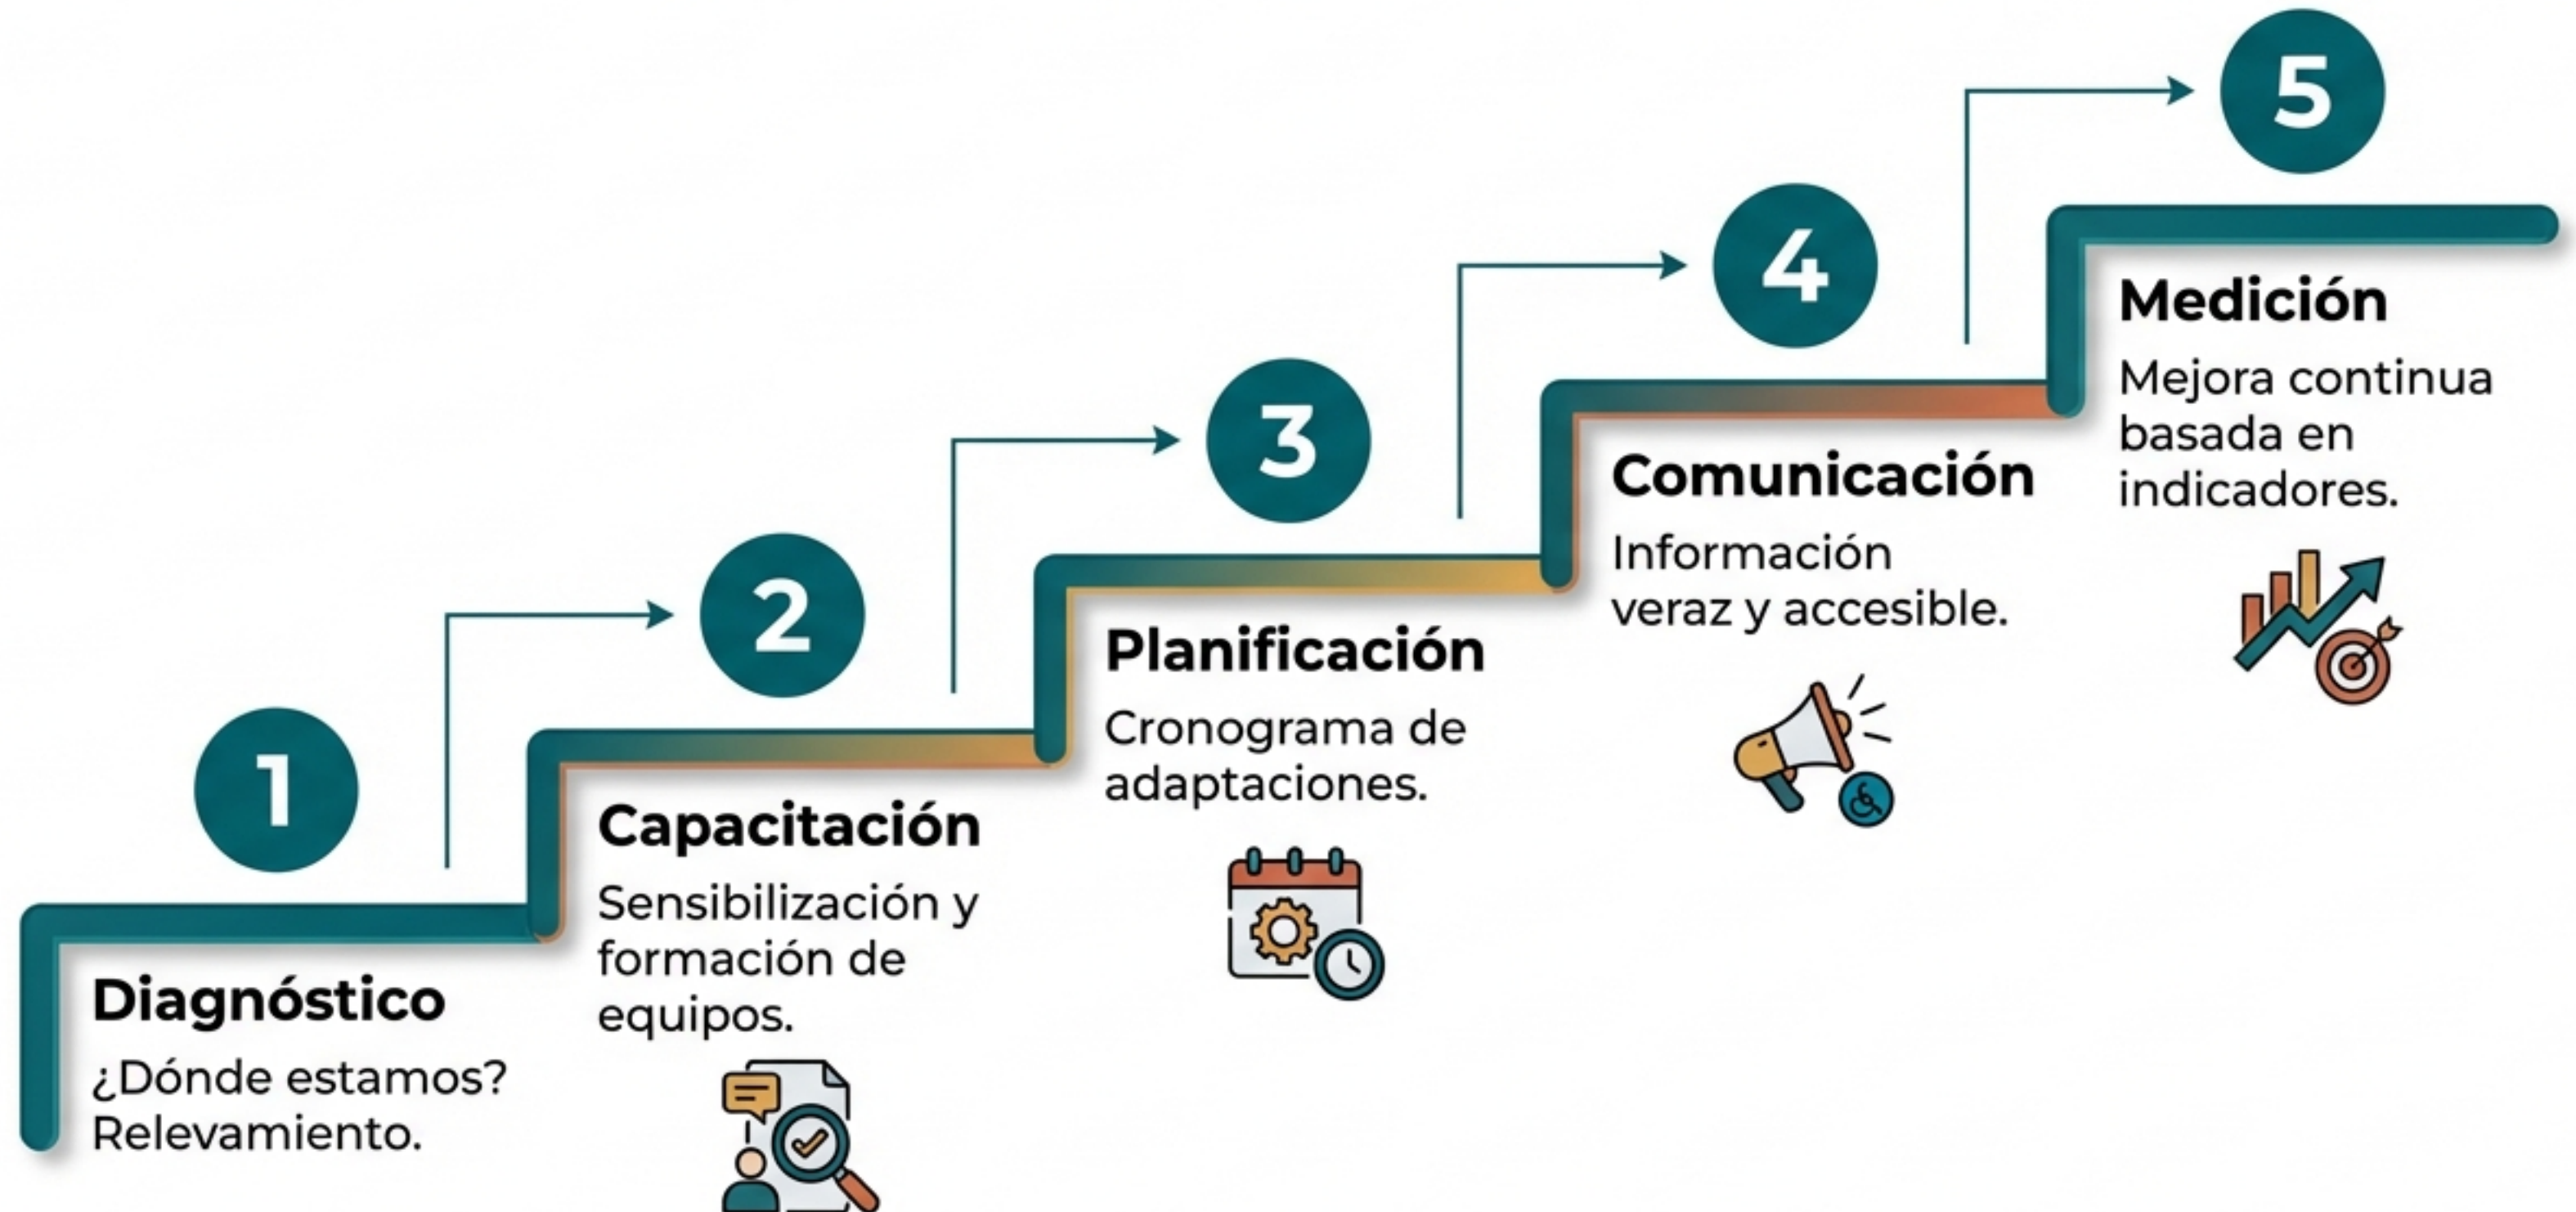 1
Diagnóstico
¿Dónde estamos?
Relevamiento.
2
Capacitación
Sensibilización y
formación de
equipos.
3
Planificación
Cronograma de
adaptaciones.
4
Comunicación
Información
veraz y accesible.
5
Medición
Mejora continua
basada en
indicadores.